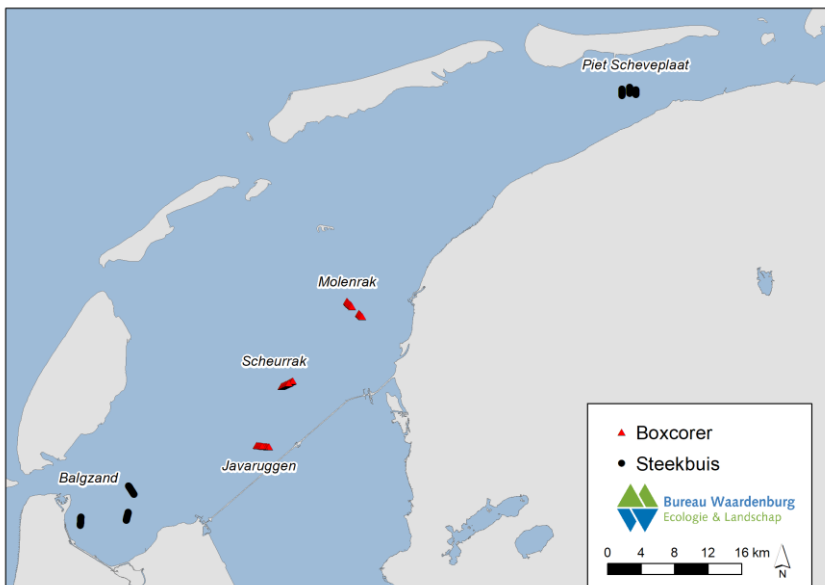 Piet Scheveplaat
Molenrak
Scheurrak
Javaruggen
Balgzand
Boxcorer
Steekbuis
Bureau Waardenburg
Ecologie & Landschap
0 4 8 12 16 km
N